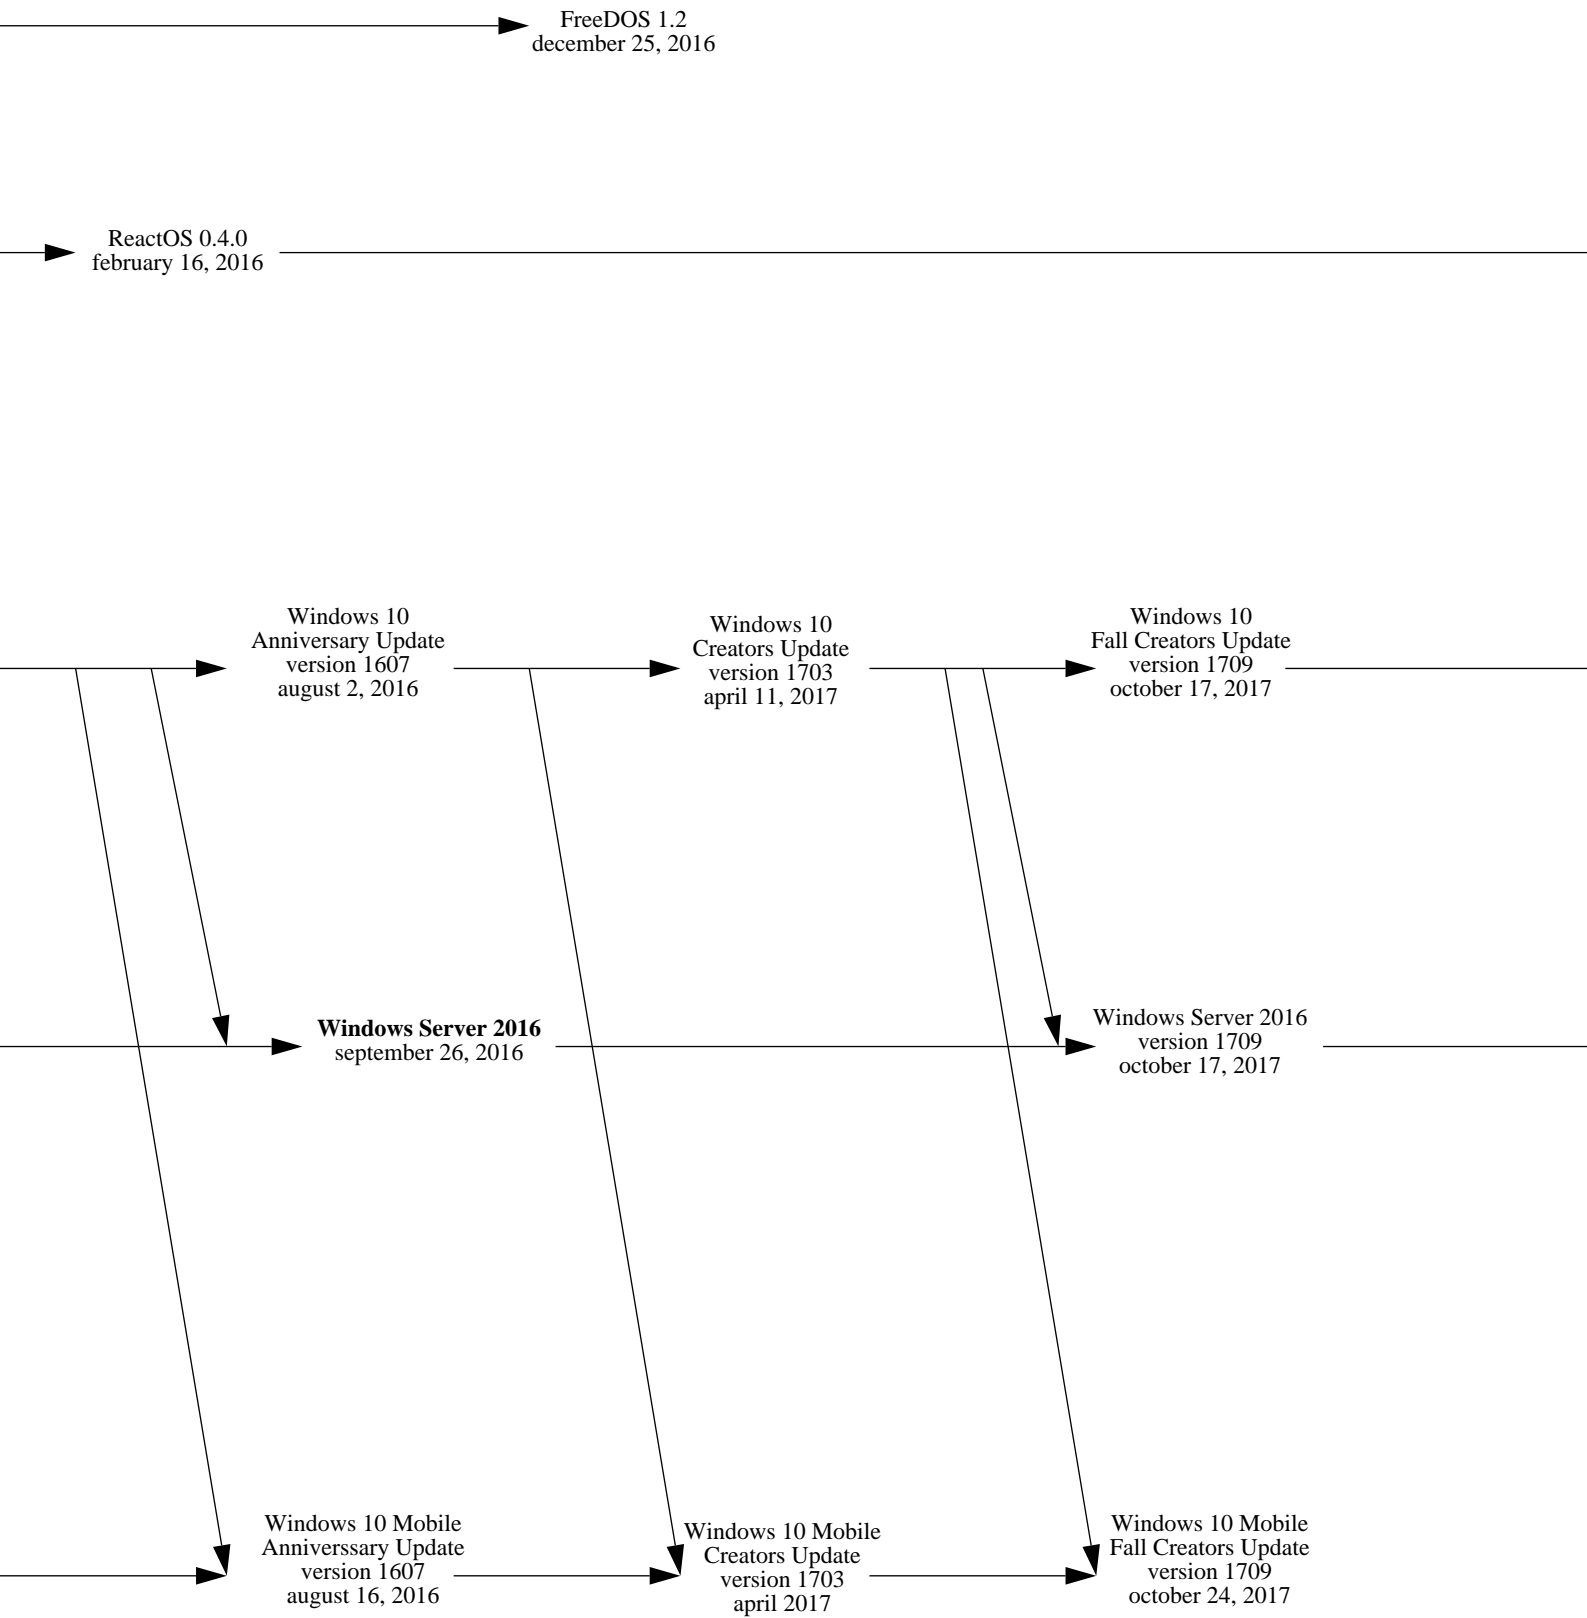 FreeDOS 1.2
december 25, 2016
ReactOS 0.4.0
february 16, 2016
Windows 10
Anniversary Update
version 1607
august 2, 2016
Windows 10
Creators Update
version 1703
april 11, 2017
Windows 10
Fall Creators Update
version 1709
october 17, 2017
Windows Server 2016
september 26, 2016
Windows Server 2016
version 1709
october 17, 2017
Windows 10 Mobile
Anniverssary Update
version 1607
august 16, 2016
Windows 10 Mobile
Creators Update
version 1703
april 2017
Windows 10 Mobile
Fall Creators Update
version 1709
october 24, 2017